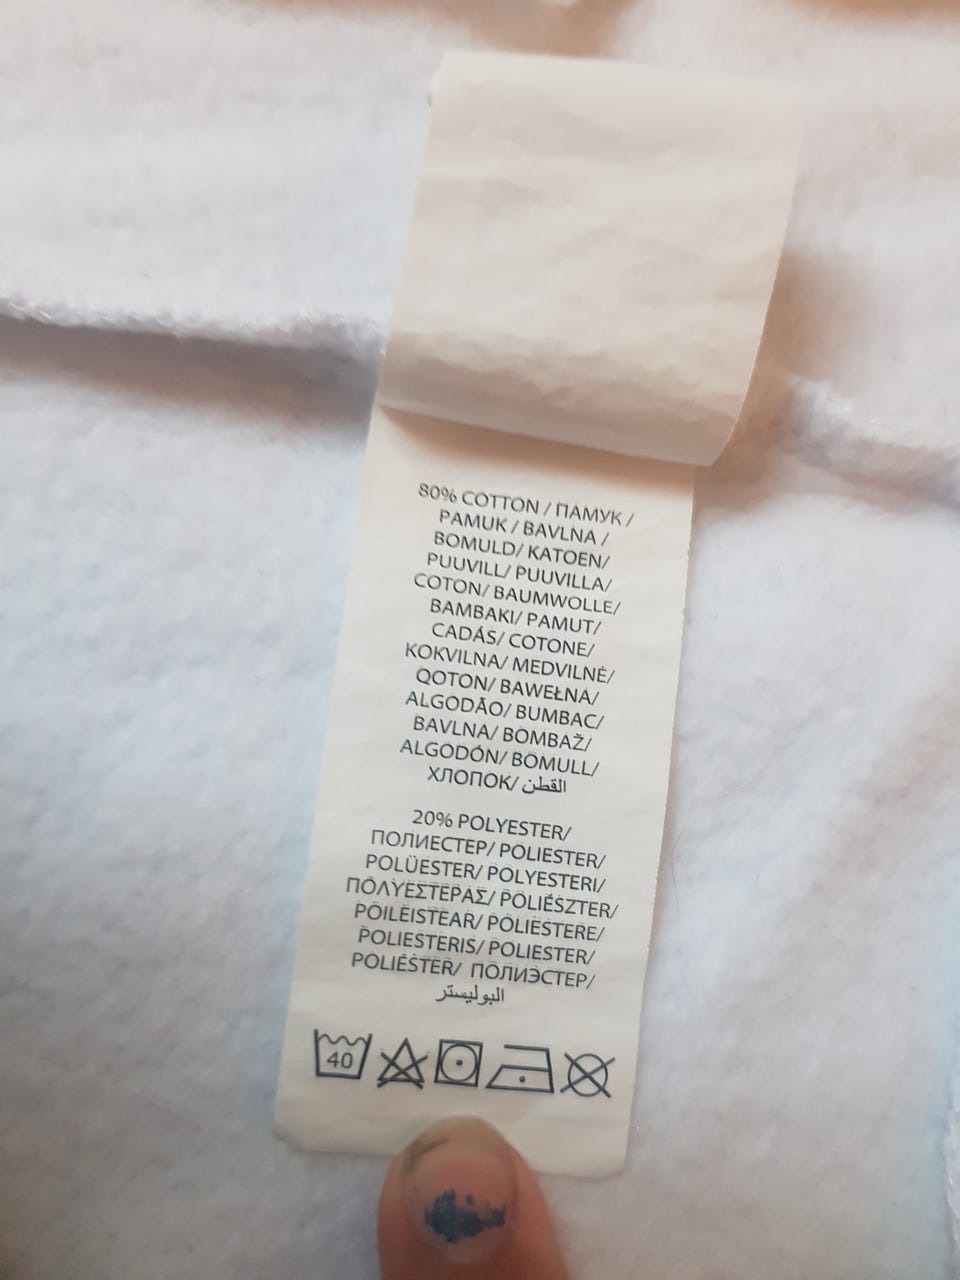 80% COTTON / ПАМУК /
PAMUK / BAVLNA /
BOMULD/ KATOEN/
PUUVILL/ PUUVILLA/
COTON/ BAUMWOLLE/
BAMBAKI/ PAMUT/
CADÁS/ COTONE/
KOKVILNA/ MEDVILNĖ/
QOTON/ BAWEŁNA/
ALGODÃO/ BUMBAC/
BAVLNA/ BOMBAŽ/
ALGODÓN/ BOMULL/
ХЛОПОК/ القطن
20% POLYESTER/
ПОЛИЕСТЕР/ POLIESTER/
POLÜESTER/ POLYESTERI/
ΠΟΛΥΕΣΤΕΡΑΣ/ POLIÉSZTER/
POILEISTEAR/ POLIESTERE/
POLIESTERIS/ POLIESTER/
POLIÉSTER/ ПОЛИЭСТЕР/
البوليستر
40